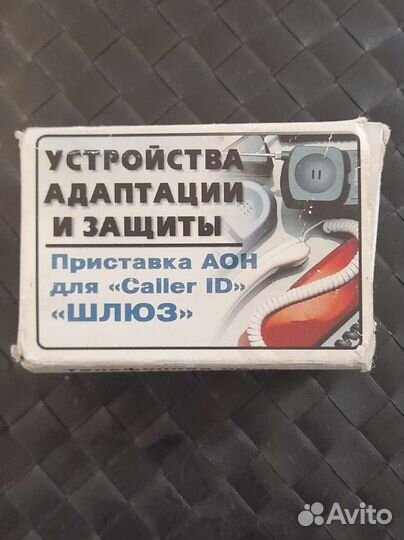 УСТРОЙСТВА
АДАПТАЦИИ
И ЗАЩИТЫ
Приставка АОН
для «Caller ID»
«ШЛЮЗ»
Avito